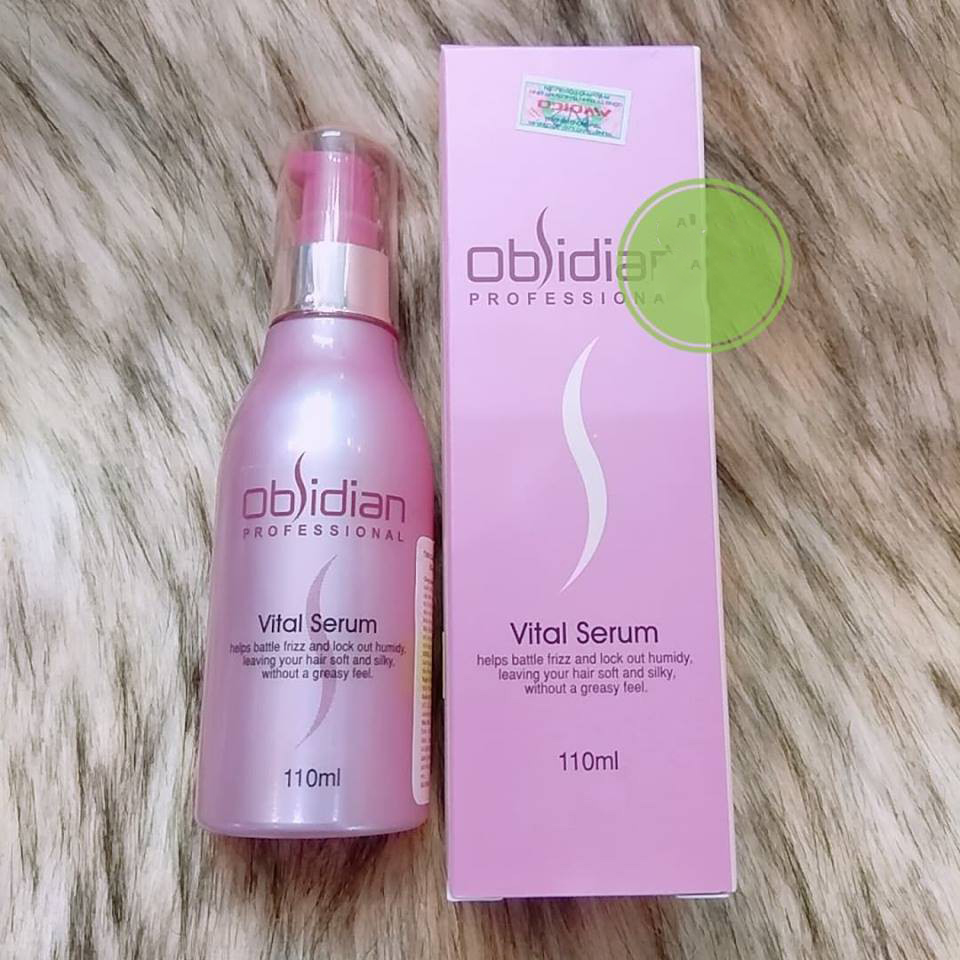 obsidian
PROFESSIONAL
Vital Serum
helps battle frizz and lock out humidy,
leaving your hair soft and silky,
without a greasy feel.
110ml
VMDICO
obsidian
PROFESSIONA
Vital Serum
helps battle frizz and lock out humidy,
leaving your hair soft and silky,
without a greasy feel.
110ml